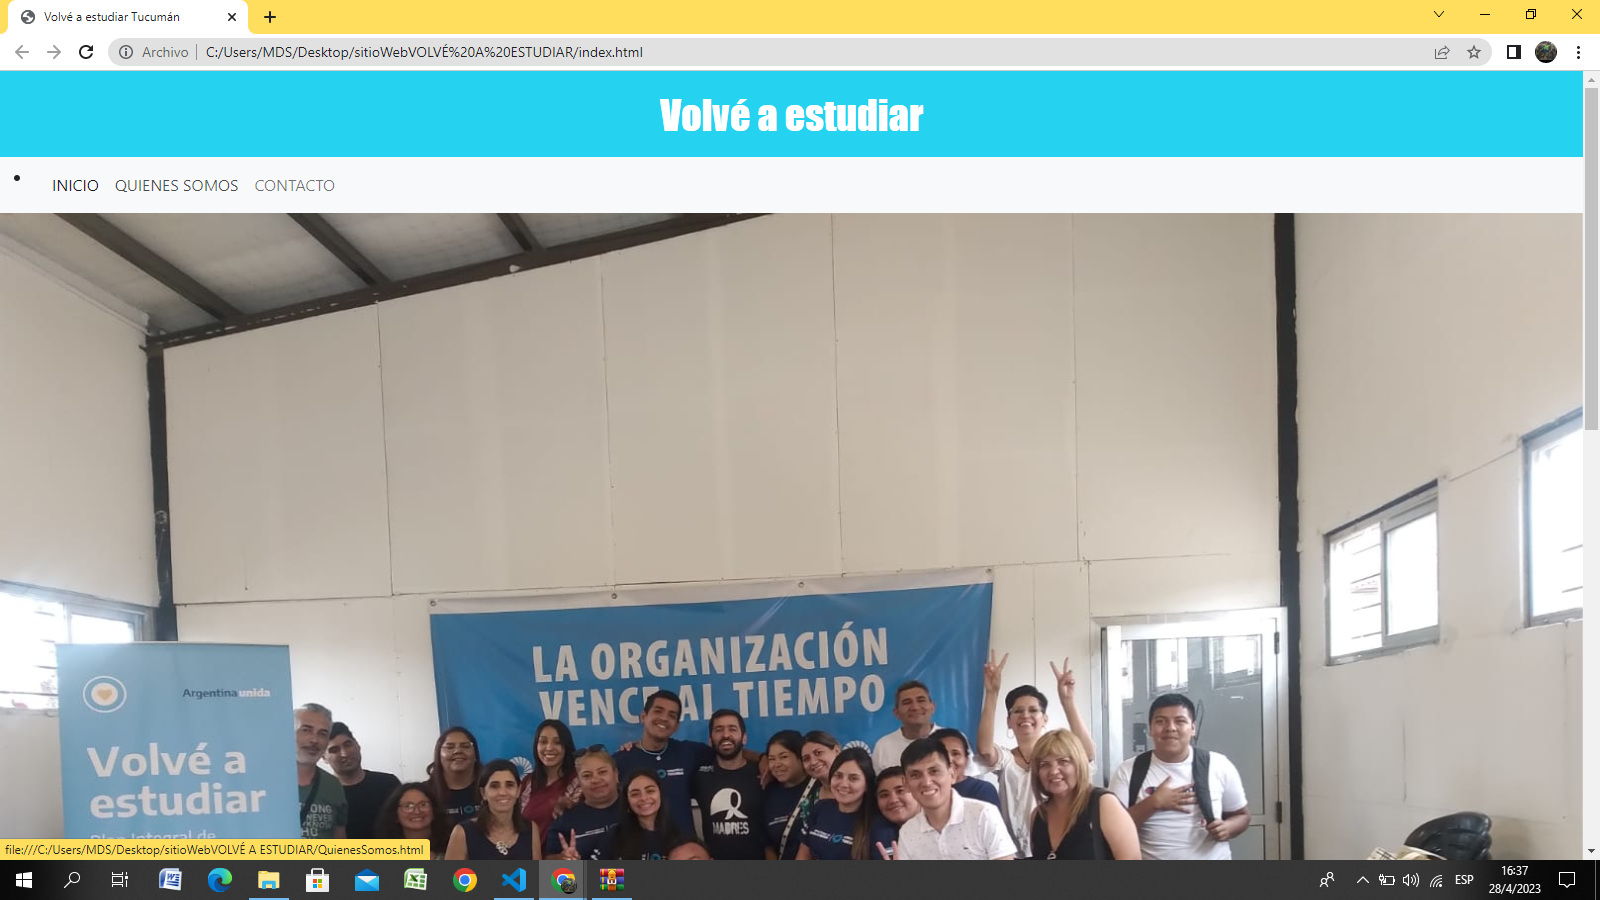 Volvé a estudiar Tucumán
Archivo
C:/Users/MDS/Desktop/sitioWebVOLVÉ%20A%20ESTUDIAR/index.html
Volvé a estudiar
INICIO QUIENES SOMOS CONTACTO
LA ORGANIZACIÓN
VENCE AL TIEMPO
Argentina unida
Volvé a
estudiar
Plan Integral de
MADRES
file:///C:/Users/MDS/Desktop/sitioWebVOLVÉ A ESTUDIAR/QuienesSomos.html
ESP
16:37
28/4/2023